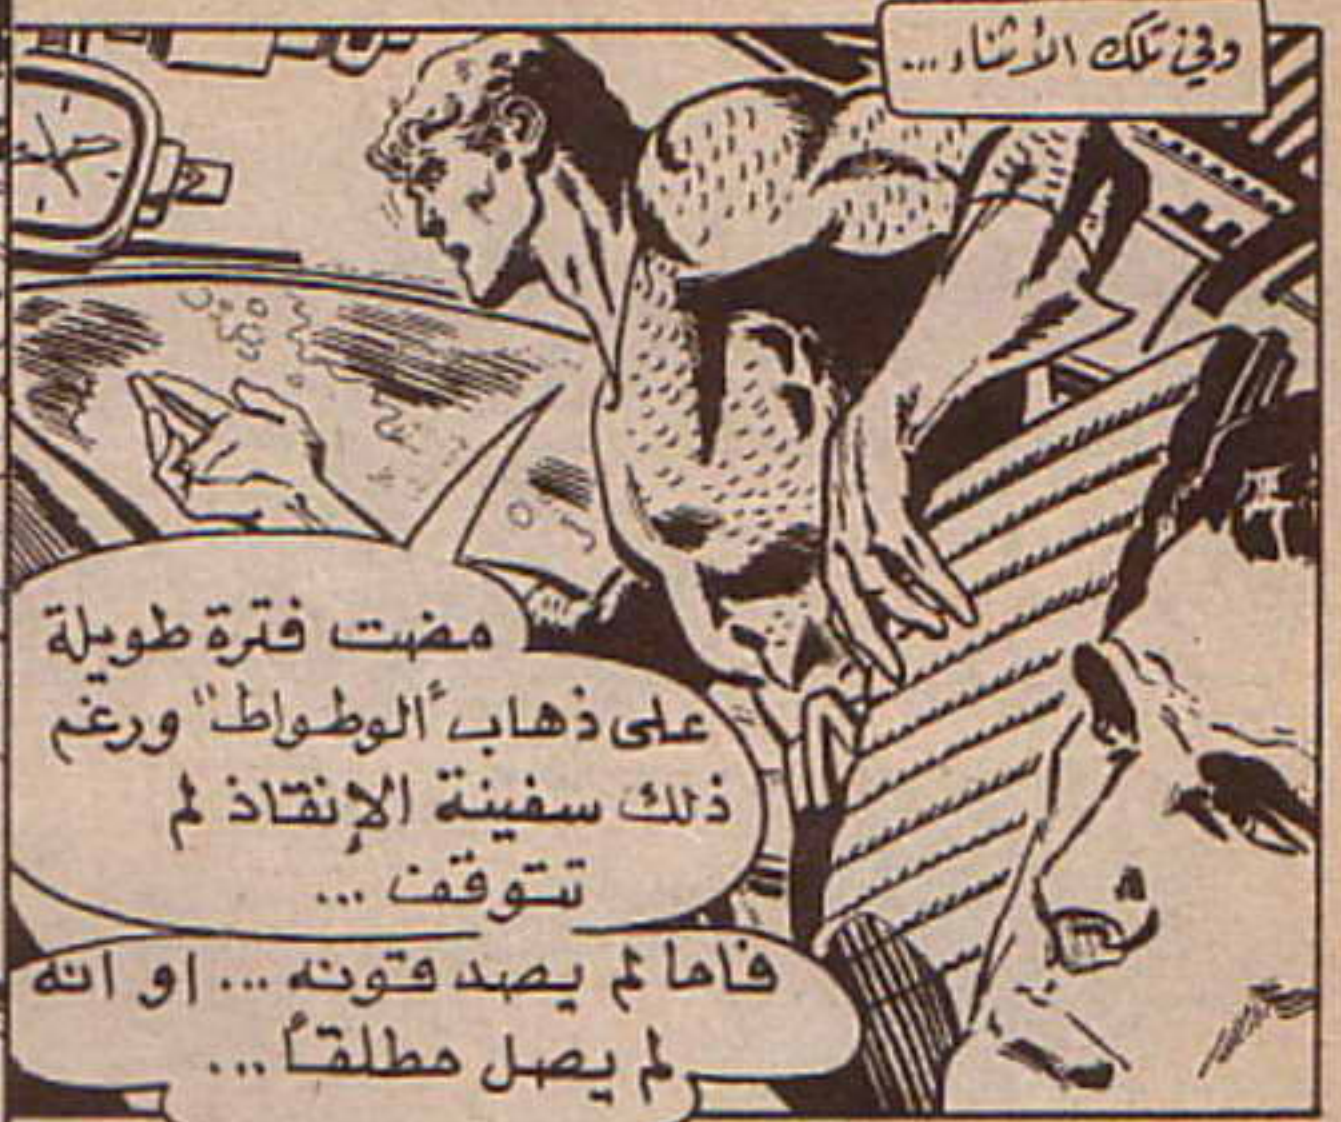 وفي تلك الأثناء...
مضت فترة طويلة
على ذهاب "الوطواط" ورغم
ذلك سفينة الإنقاذ لم
تتوقف ...
فاما لم يصد قونه ... او انه
لم يصل مطلقاً ...